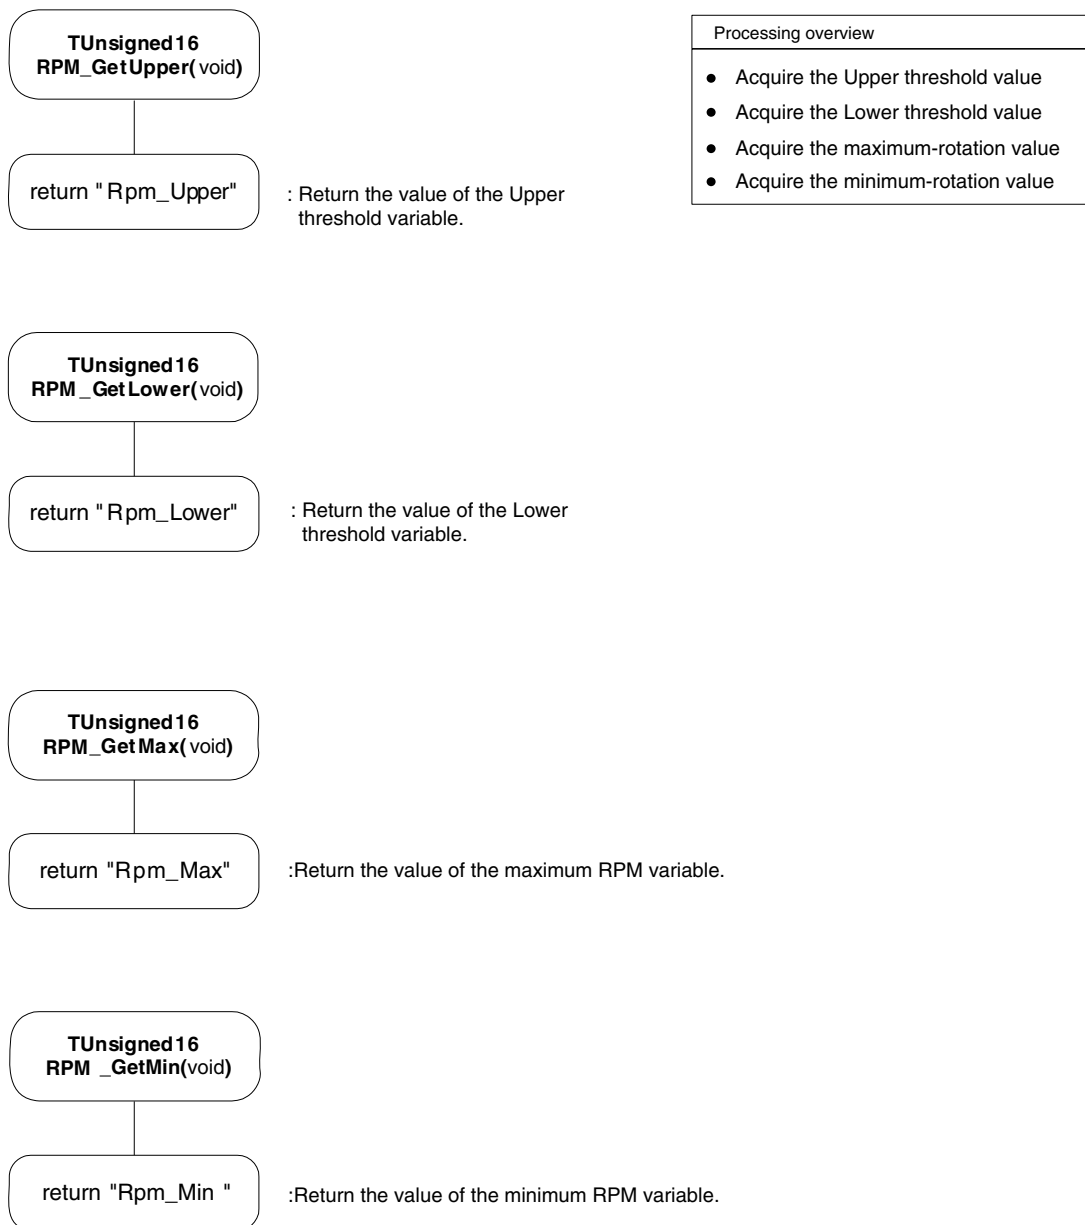 TUnsigned16
RPM_GetUpper(void)
return "Rpm_Upper"
: Return the value of the Upper
threshold variable.
Processing overview
● Acquire the Upper threshold value
● Acquire the Lower threshold value
● Acquire the maximum-rotation value
● Acquire the minimum-rotation value
TUnsigned16
RPM_GetLower(void)
return "Rpm_Lower"
: Return the value of the Lower
threshold variable.
TUnsigned16
RPM_GetMax(void)
return "Rpm_Max"
:Return the value of the maximum RPM variable.
TUnsigned16
RPM _GetMin(void)
return "Rpm_Min "
:Return the value of the minimum RPM variable.